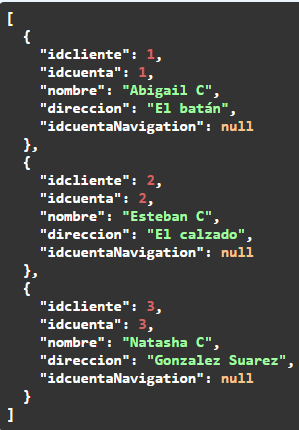 [
  {
    "idcliente": 1,
    "idcuenta": 1,
    "nombre": "Abigail C",
    "direccion": "El batán",
    "idcuentaNavigation": null
  },
  {
    "idcliente": 2,
    "idcuenta": 2,
    "nombre": "Esteban C",
    "direccion": "El calzado",
    "idcuentaNavigation": null
  },
  {
    "idcliente": 3,
    "idcuenta": 3,
    "nombre": "Natasha C",
    "direccion": "Gonzalez Suarez",
    "idcuentaNavigation": null
  }
]